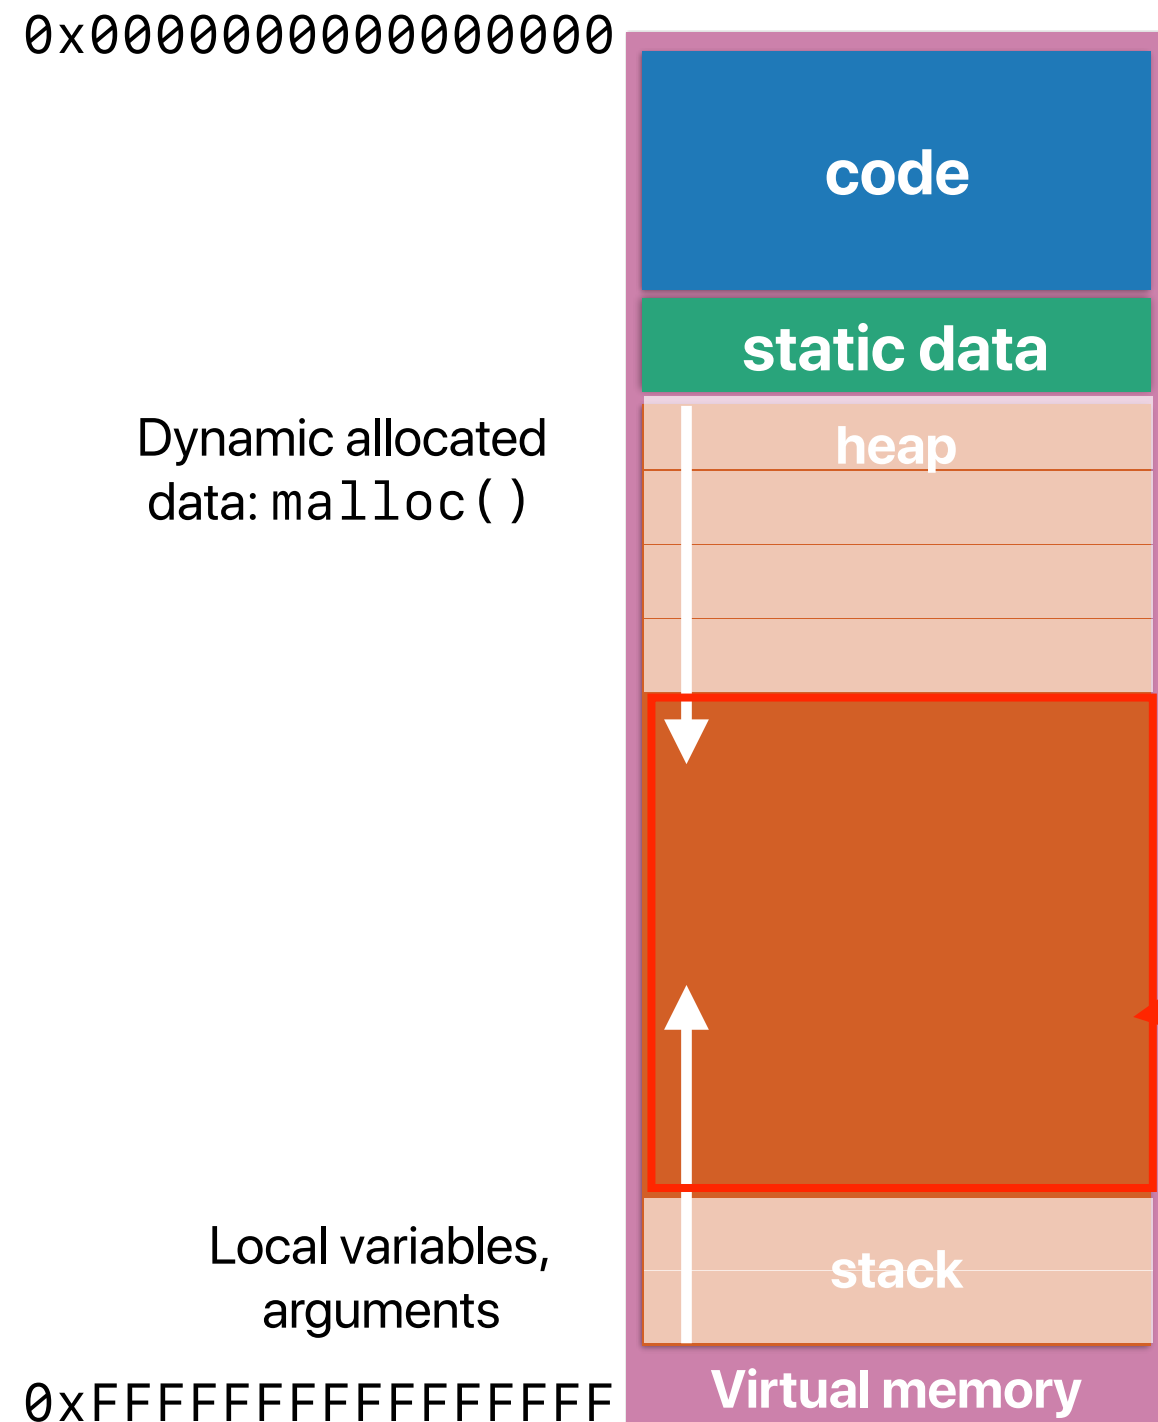 0x0000000000000000
code
static data
heap
Dynamic allocated
data: malloc()
Local variables,
arguments
stack
Virtual memory
0xFFFFFFFFFFFFFFFF